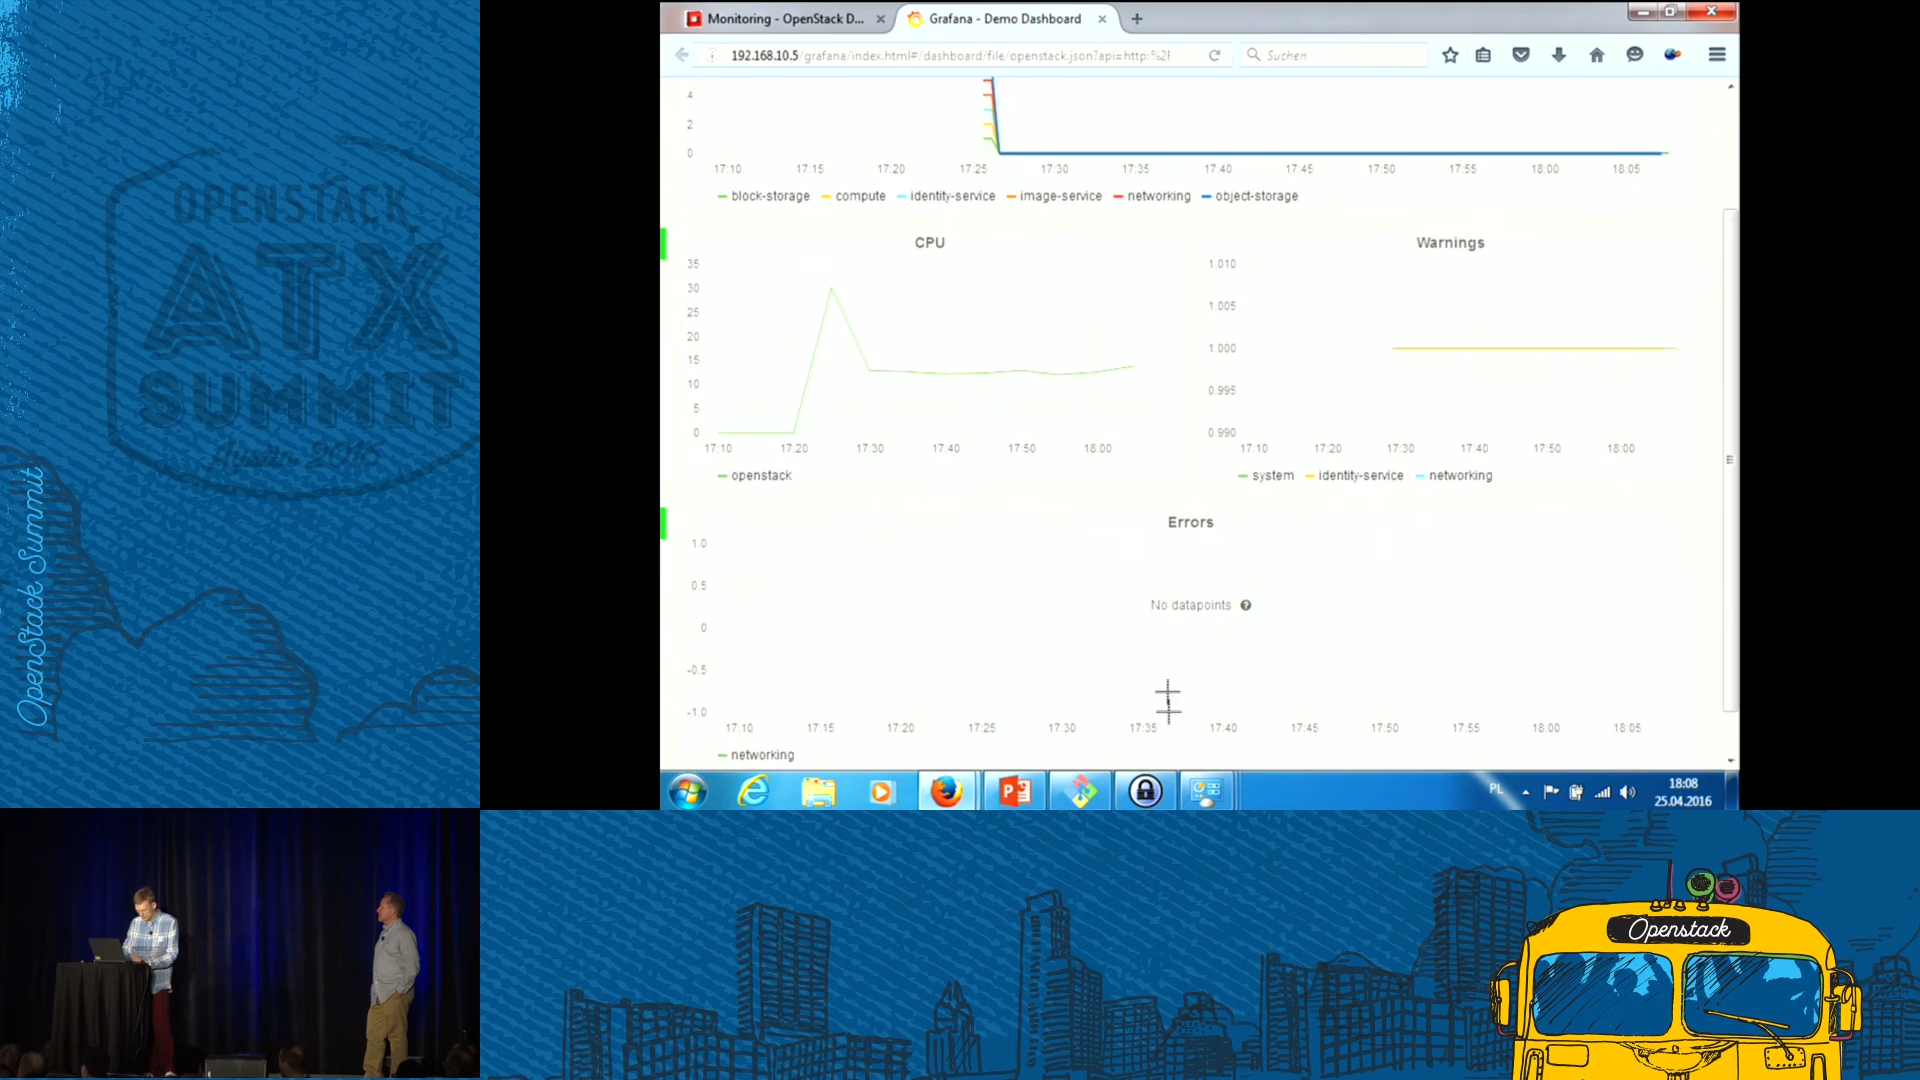 OPENSTACK
ATX
SUMMIT
Austin 2016
OpenStack Summit
Monitoring - OpenStack D...
Grafana - Demo Dashboard
192.168.10.5/grafana/index.html#/dashboard/file/openstack.json?api=http:%2F
Suchen
4
2
0
17:10 17:15 17:20 17:25 17:30 17:35 17:40 17:45 17:50 17:55 18:00 18:05
block-storage compute identity-service image-service networking object-storage
CPU
35
30
25
20
15
10
5
0
17:10 17:20 17:30 17:40 17:50 18:00
openstack
Warnings
1.010
1.005
1.000
0.995
0.990
17:10 17:20 17:30 17:40 17:50 18:00
system identity-service networking
Errors
1.0
0.5
No datapoints
0
-0.5
-1.0
17:10 17:15 17:20 17:25 17:30 17:35 17:40 17:45 17:50 17:55 18:00 18:05
networking
PL
18:08
25.04.2016
Openstack